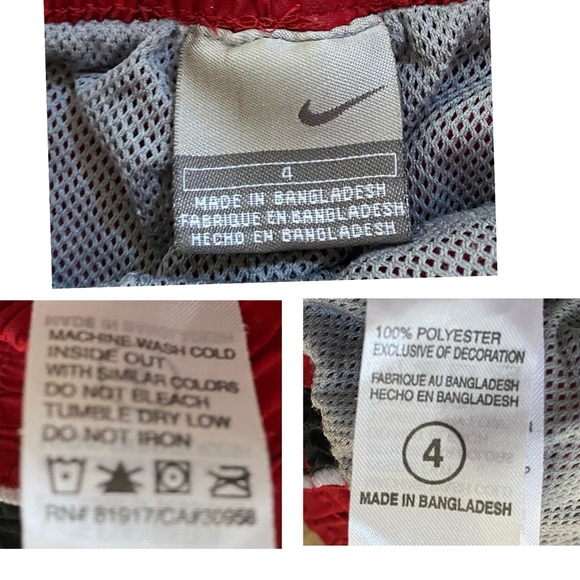 4
MADE IN BANGLADESH
FABRIQUE EN BANGLADESH
HECHO EN BANGLADESH
MACHINE WASH COLD
INSIDE OUT
WITH SIMILAR COLORS
DO NOT BLEACH
TUMBLE DRY LOW
DO NOT IRON
RN# 81917/CA#30958
100% POLYESTER
EXCLUSIVE OF DECORATION
FABRIQUE AU BANGLADESH
HECHO EN BANGLADESH
4
MADE IN BANGLADESH